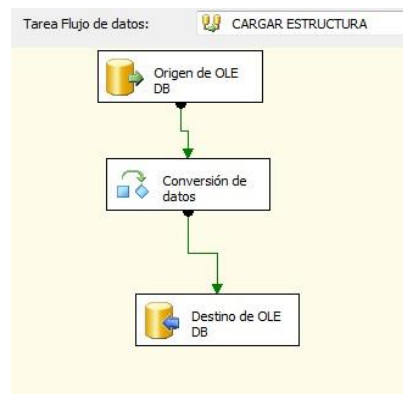 Tarea Flujo de datos: CARGAR ESTRUCTURA
Origen de OLE
DB
Conversión de
datos
Destino de OLE
DB